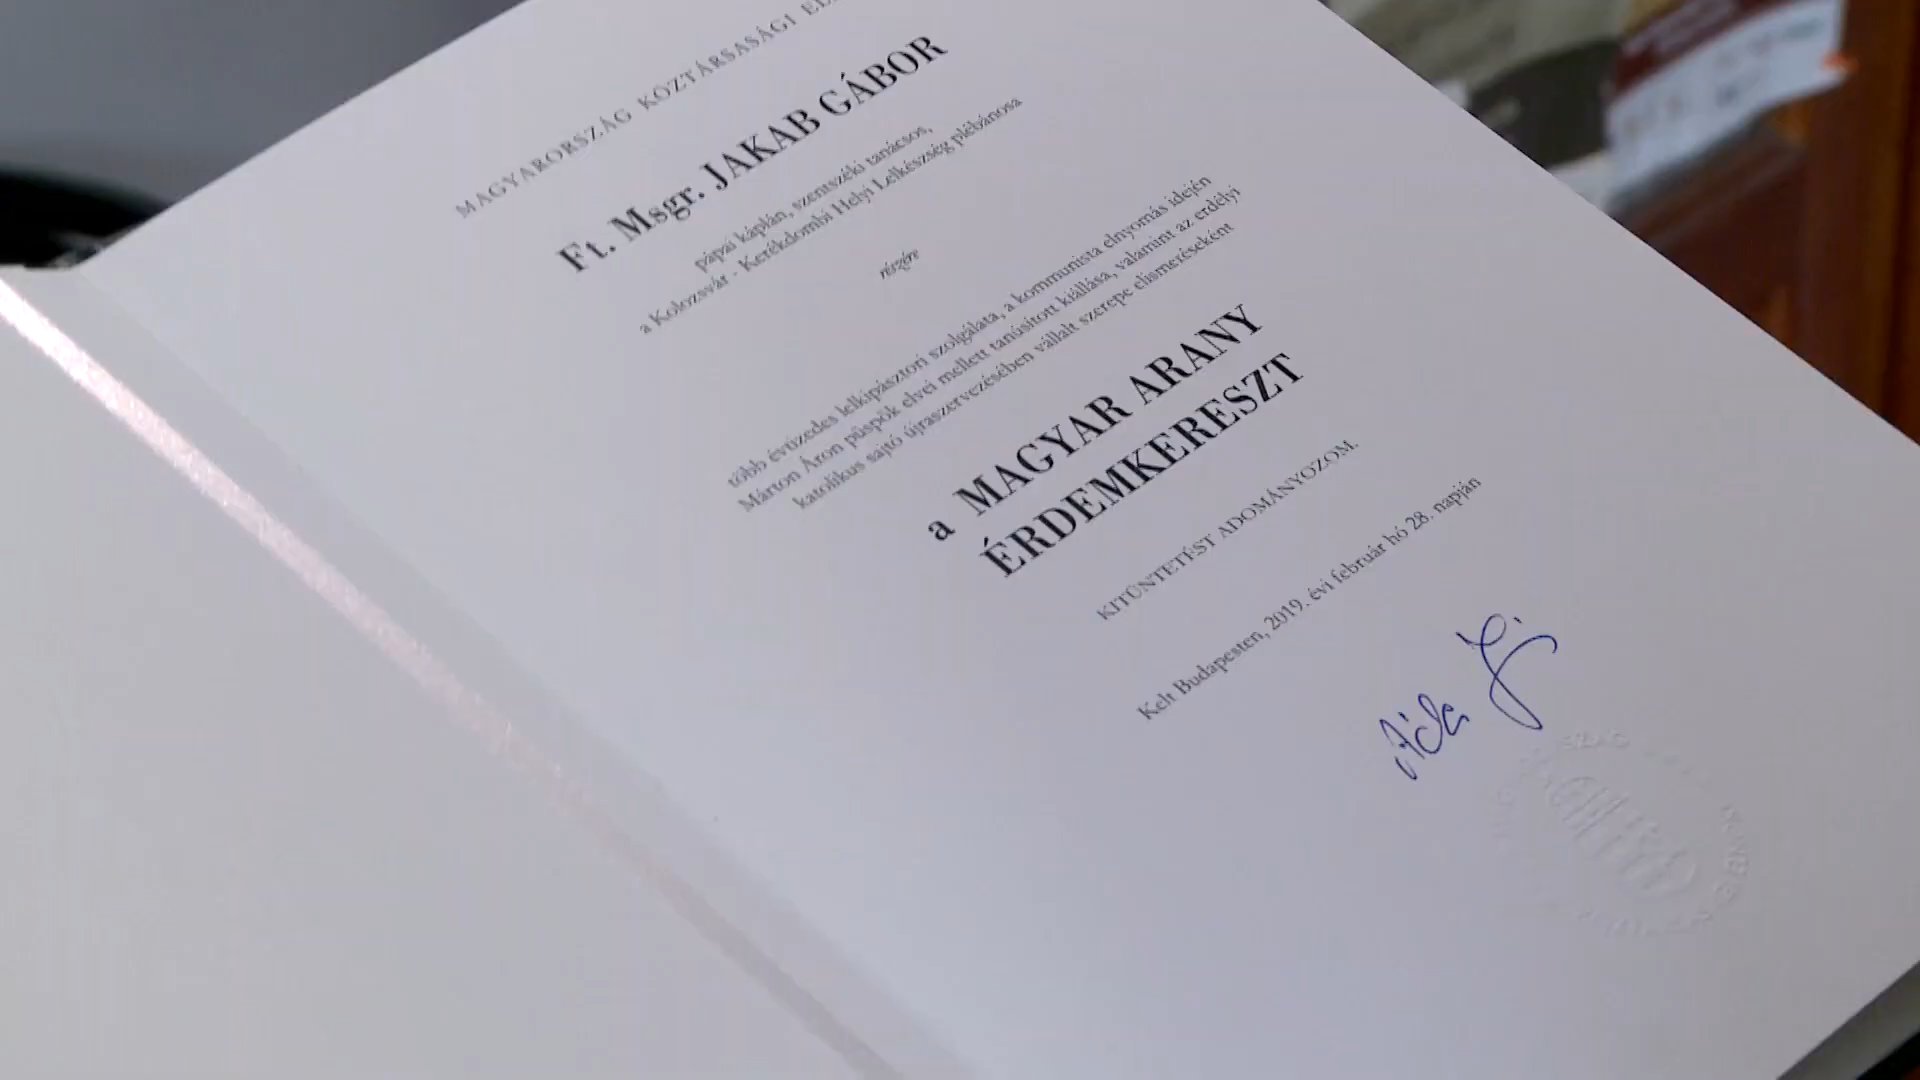 MAGYARORSZÁG KÖZTÁRSASÁGI
Ft. Msgr. JAKAB GÁBOR
pápai káplán, szentszéki tanácsos,
a Kolozsvár - Kerekdombi Helyi Lelkészség plébánosa
részére
több évtizedes lelkipásztori szolgálata, a kommunista elnyomás idején
Márton Áron püspök elvei mellett tanúsított kiállása, valamint az erdélyi
katolikus sajtó újraszervezésében vállalt szerepe elismeréseként
a MAGYAR ARANY
ÉRDEMKERESZT
KITÜNTETÉST ADOMÁNYOZOM.
Kelt Budapesten, 2019. évi február hó 28. napján